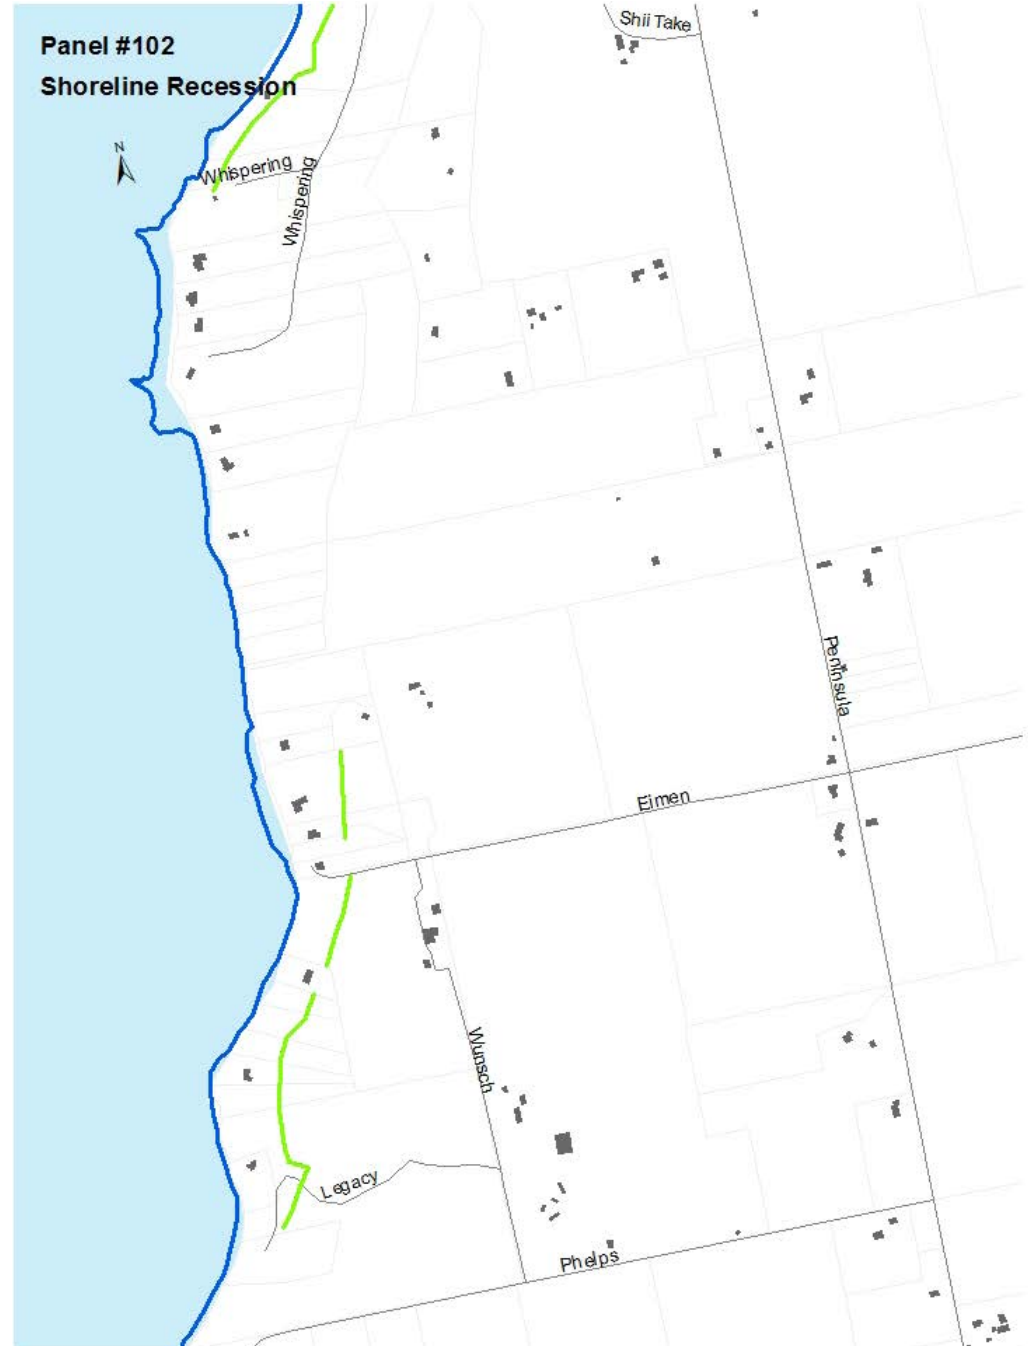 Panel #102
Shoreline Recession
N
Shii Take
Whispering
Whispering
Peninsula
Eimen
Wunsch
Legacy
Phelps